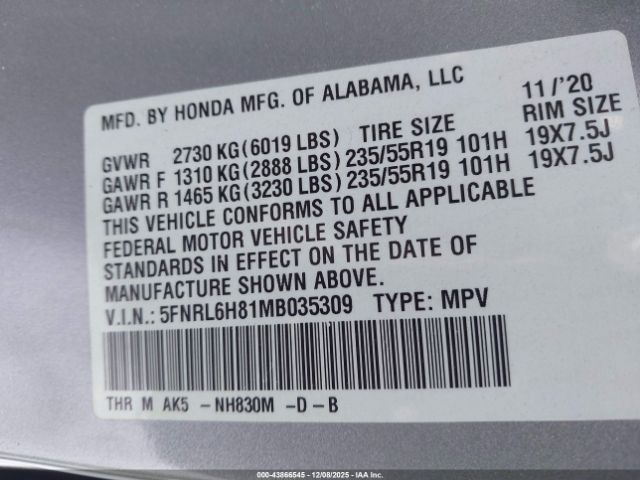 MFD. BY HONDA MFG. OF ALABAMA, LLC 11/'20
GVWR 2730 KG(6019 LBS) TIRE SIZE RIM SIZE
GAWR F 1310 KG(2888 LBS) 235/55R19 101H 19X7.5J
GAWR R 1465 KG(3230 LBS) 235/55R19 101H 19X7.5J
THIS VEHICLE CONFORMS TO ALL APPLICABLE
FEDERAL MOTOR VEHICLE SAFETY
STANDARDS IN EFFECT ON THE DATE OF
MANUFACTURE SHOWN ABOVE.
V.I.N.: 5FNRL6H81MB035309 TYPE: MPV
THR M AK5 -NH830M -D-B
000-43866545 - 12/08/2025 - IAA Inc.